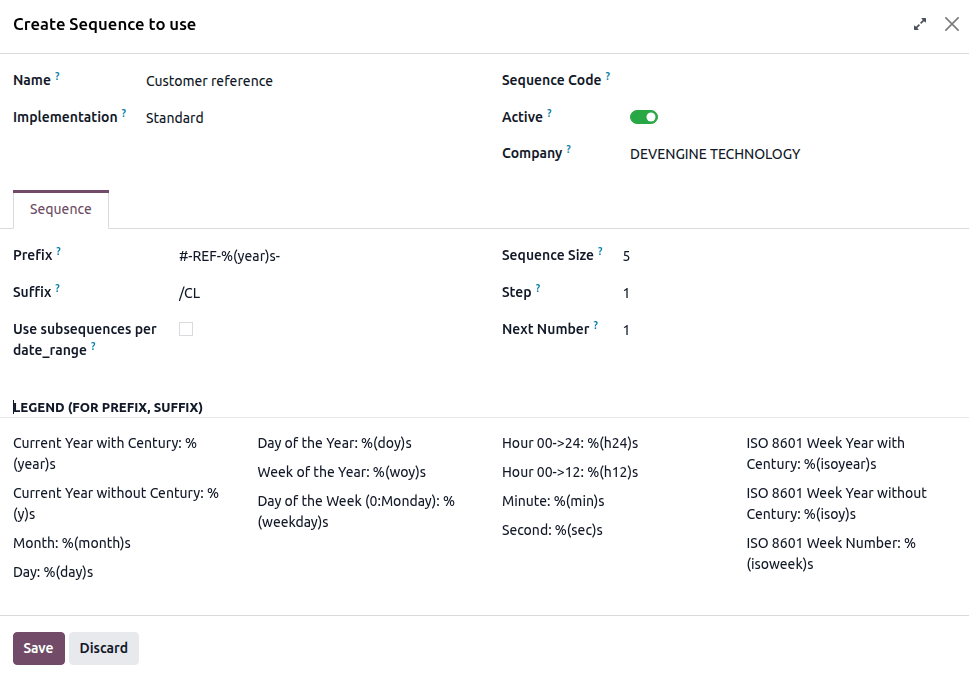 Create Sequence to use
Name ?
Customer reference
Sequence Code ?
Implementation ?
Standard
Active ?
Company ?
DEVENGINE TECHNOLOGY
Sequence
Prefix ?
#-REF-%(year)s-
Sequence Size ?
5
Suffix ?
/CL
Step ?
1
Use subsequences per
date_range ?
Next Number ?
1
LEGEND (FOR PREFIX, SUFFIX)
Current Year with Century: %
(year)s
Current Year without Century: %
(y)s
Month: %(month)s
Day: %(day)s
Day of the Year: %(doy)s
Week of the Year: %(woy)s
Day of the Week (0:Monday): %
(weekday)s
Hour 00->24: %(h24)s
Hour 00->12: %(h12)s
Minute: %(min)s
Second: %(sec)s
ISO 8601 Week Year with
Century: %(isoyear)s
ISO 8601 Week Year without
Century: %(isoy)s
ISO 8601 Week Number: %
(isoweek)s
Save
Discard